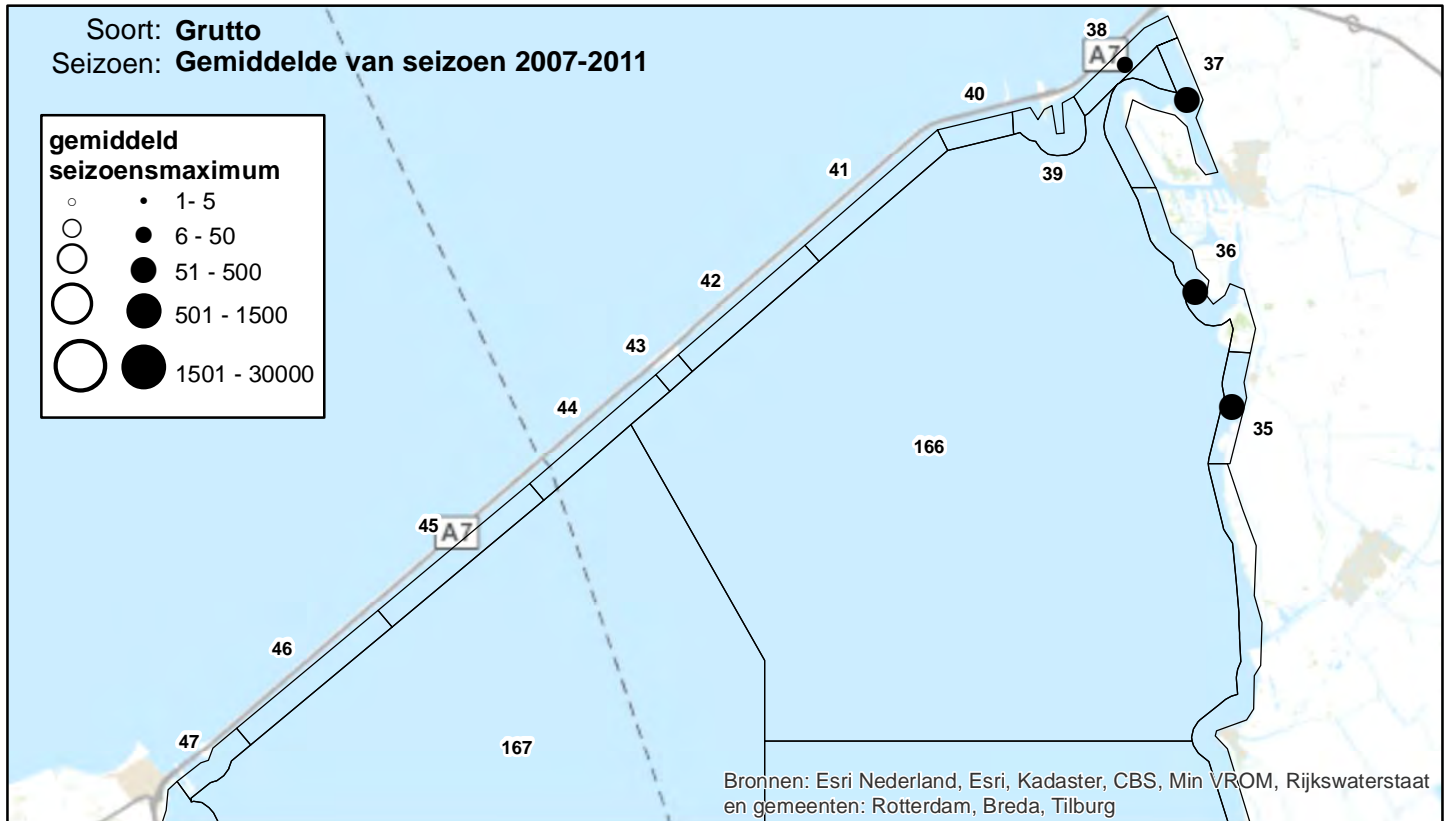 Soort: Grutto
Seizoen: Gemiddelde van seizoen 2007-2011
gemiddeld
seizoensmaximum
1- 5
6 - 50
51 - 500
501 - 1500
1501 - 30000
38
A7
37
40
39
41
36
42
43
44
35
166
45
A7
46
47
167
Bronnen: Esri Nederland, Esri, Kadaster, CBS, Min VROM, Rijkswaterstaat
en gemeenten: Rotterdam, Breda, Tilburg